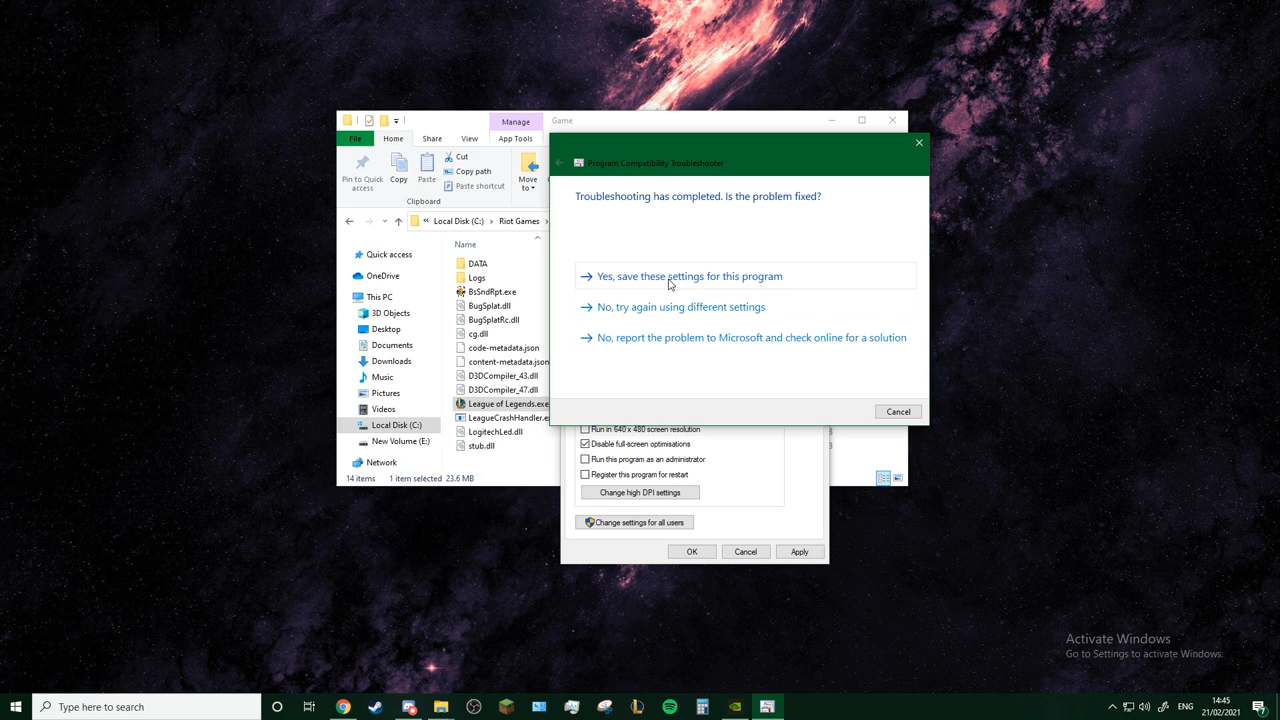 Manage
Game
File
Home
Share
View
App Tools
Pin to Quick
access
Copy
Paste
Cut
Copy path
Paste shortcut
Move
to
Clipboard
Local Disk (C:)
Riot Games
Name
Quick access
OneDrive
This PC
3D Objects
Desktop
Documents
Downloads
Music
Pictures
Videos
Local Disk (C:)
New Volume (E:)
Network
DATA
Logs
BsSndRpt.exe
BugSplat.dll
BugSplatRc.dll
cg.dll
code-metadata.json
content-metadata.json
D3DCompiler_43.dll
D3DCompiler_47.dll
League of Legends.exe
LeagueCrashHandler.ex
LogitechLed.dll
stub.dll
14 items
1 item selected 23.6 MB
Program Compatibility Troubleshooter
Troubleshooting has completed. Is the problem fixed?
Yes, save these settings for this program
No, try again using different settings
No, report the problem to Microsoft and check online for a solution
Cancel
Run in 640 x 480 screen resolution
Disable full-screen optimisations
Run this program as an administrator
Register this program for restart
Change high DPI settings
Change settings for all users
OK
Cancel
Apply
Activate Windows
Go to Settings to activate Windows.
Type here to search
ENG
14:45
21/02/2021